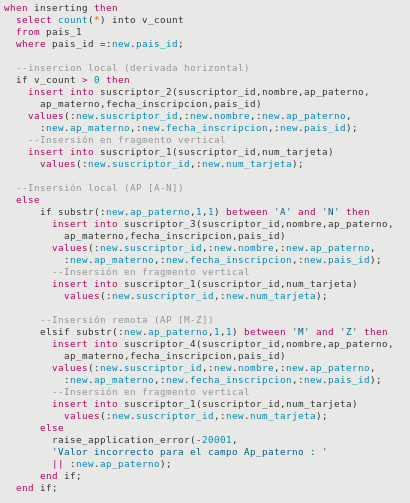 when inserting then
  select count(*) into v_count
  from pais_1
  where pais_id =:new.pais_id;

  --insercion local (derivada horizontal)
  if v_count > 0 then
    insert into suscriptor_2(suscriptor_id,nombre,ap_paterno,
      ap_materno,fecha_inscripcion,pais_id)
    values(:new.suscriptor_id,:new.nombre,:new.ap_paterno,
      :new.ap_materno,:new.fecha_inscripcion,:new.pais_id);
    --Insersión en fragmento vertical
    insert into suscriptor_1(suscriptor_id,num_tarjeta)
      values(:new.suscriptor_id,:new.num_tarjeta);

  --Insersión local (AP [A-N])
  else
      if substr(:new.ap_paterno,1,1) between 'A' and 'N' then
        insert into suscriptor_3(suscriptor_id,nombre,ap_paterno,
          ap_materno,fecha_inscripcion,pais_id)
        values(:new.suscriptor_id,:new.nombre,:new.ap_paterno,
          :new.ap_materno,:new.fecha_inscripcion,:new.pais_id);
        --Insersión en fragmento vertical
        insert into suscriptor_1(suscriptor_id,num_tarjeta)
          values(:new.suscriptor_id,:new.num_tarjeta);

      --Insersión remota (AP [M-Z])
      elsif substr(:new.ap_paterno,1,1) between 'M' and 'Z' then
        insert into suscriptor_4(suscriptor_id,nombre,ap_paterno,
          ap_materno,fecha_inscripcion,pais_id)
        values(:new.suscriptor_id,:new.nombre,:new.ap_paterno,
          :new.ap_materno,:new.fecha_inscripcion,:new.pais_id);
        --Insersión en fragmento vertical
        insert into suscriptor_1(suscriptor_id,num_tarjeta)
          values(:new.suscriptor_id,:new.num_tarjeta);
      else
        raise_application_error(-20001,
        'Valor incorrecto para el campo Ap_paterno : '
        || :new.ap_paterno);
      end if;
  end if;